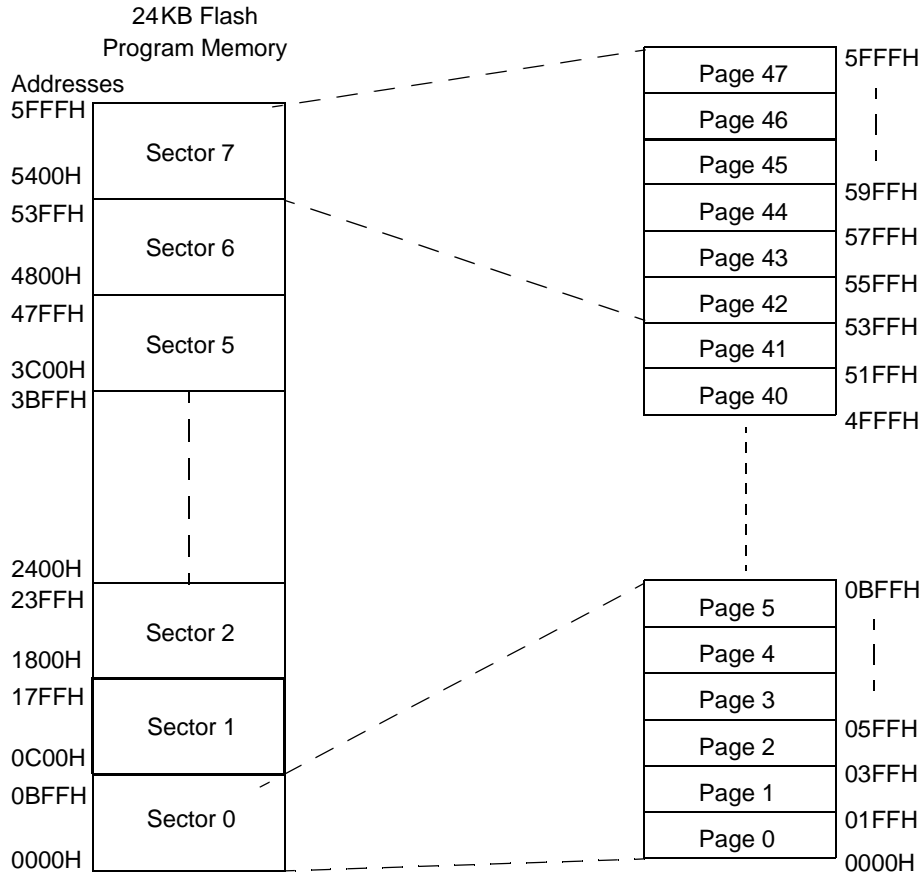 24KB Flash
Program Memory
Addresses
5FFFH
Sector 7
5400H
53FFH
Sector 6
4800H
47FFH
Sector 5
3C00H
3BFFH
2400H
23FFH
Sector 2
1800H
17FFH
Sector 1
0C00H
0BFFH
Sector 0
0000H
Page 47
5FFFH
Page 46
Page 45
59FFH
Page 44
57FFH
Page 43
55FFH
Page 42
53FFH
Page 41
51FFH
Page 40
4FFFH
0BFFH
Page 5
Page 4
Page 3
05FFH
Page 2
03FFH
Page 1
01FFH
Page 0
0000H